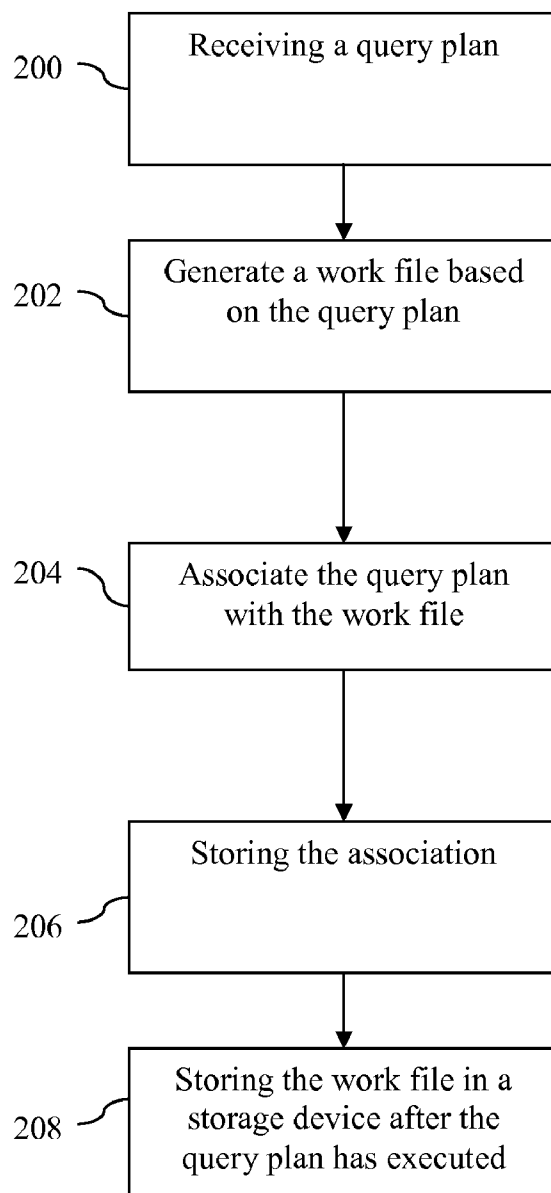 200
Receiving a query plan
202
Generate a work file based
on the query plan
204
Associate the query plan
with the work file
Storing the association
206
Storing the work file in a
storage device after the
query plan has executed
208